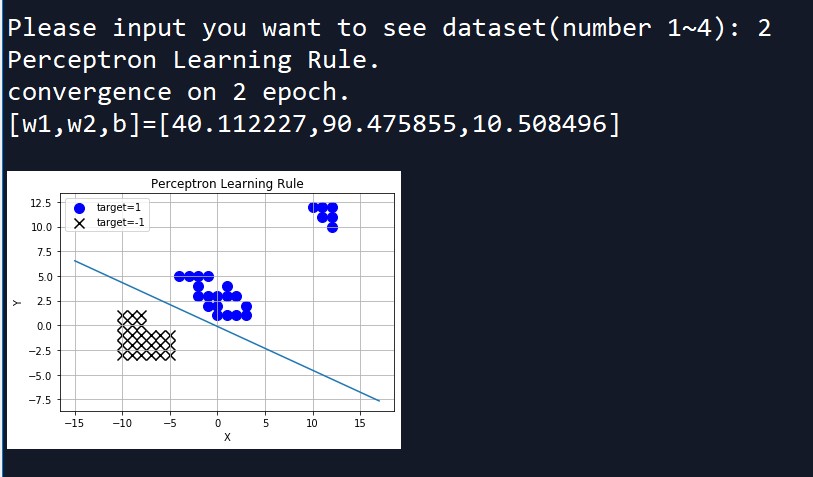 Please input you want to see dataset(number 1~4): 2
Perceptron Learning Rule.
convergence on 2 epoch.
[w1,w2,b]=[40.112227,90.475855,10.508496]
Perceptron Learning Rule
target=1
target=-1
12.5
10.0
7.5
5.0
2.5
0.0
−2.5
−5.0
−7.5
Y
−15 −10 −5 0 5 10 15
X